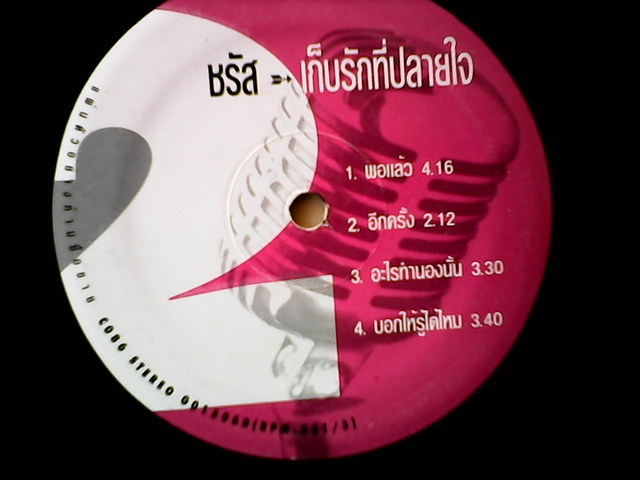 ชรัส เก็บรักที่ปลายใจ
1. พอแล้ว 4.16
2. อีกครั้ง 2.12
3. อะไรทำนองนั้น 3.30
4. บอกให้รู้ได้ไหม 3.40
C086 STEREO